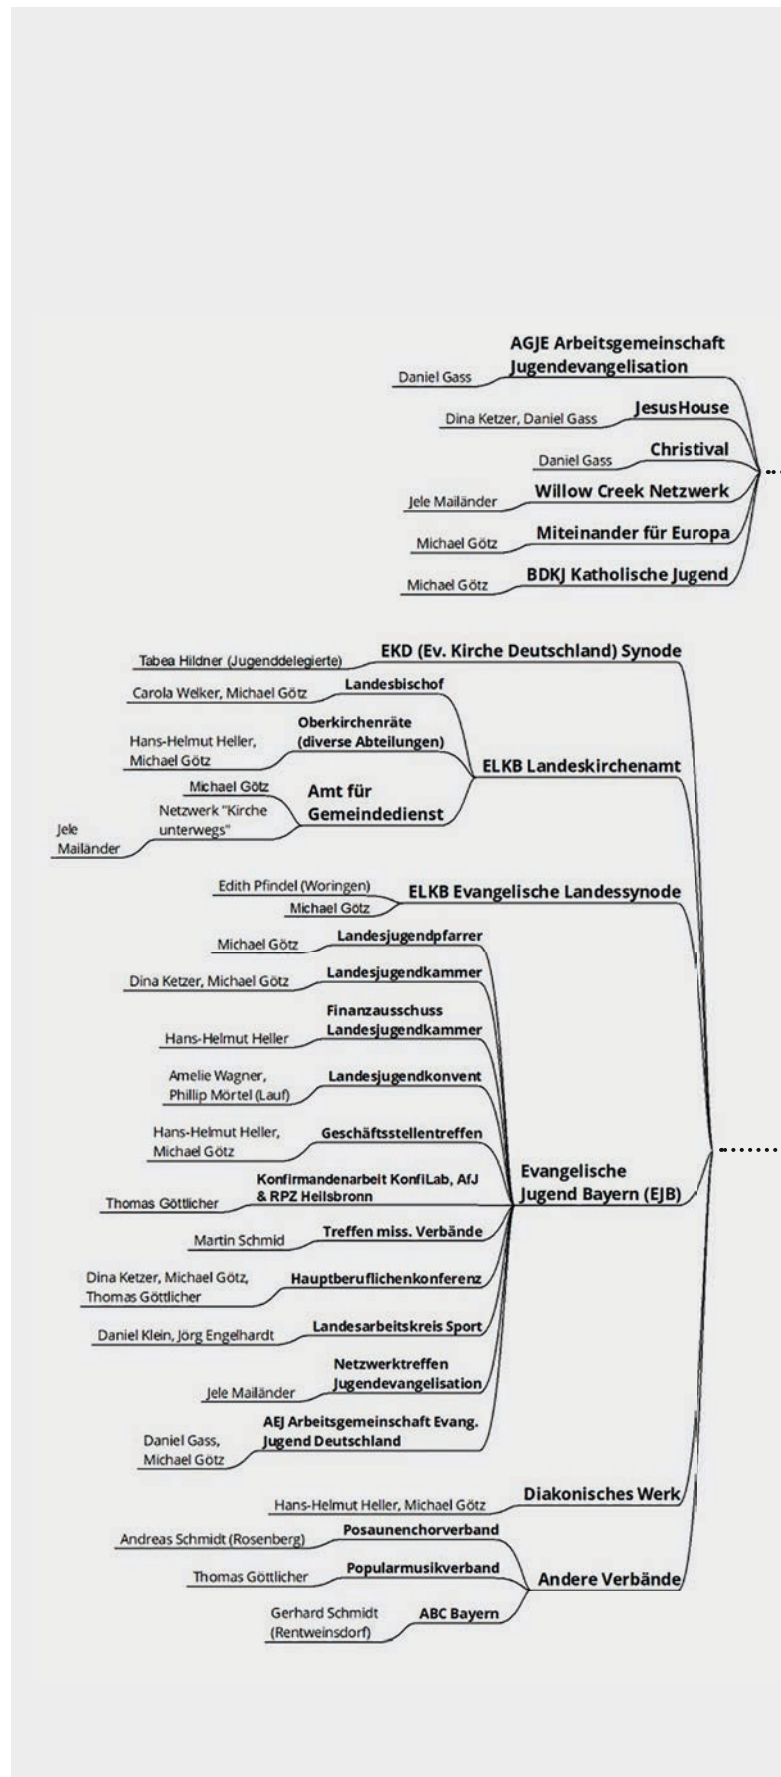 AGJE Arbeitsgemeinschaft
Jugendevangelisation
Daniel Gass
JesusHouse
Dina Ketzer, Daniel Gass
Christival
Daniel Gass
Willow Creek Netzwerk
Jele Mailänder
Miteinander für Europa
Michael Götz
BDKJ Katholische Jugend
Michael Götz
EKD (Ev. Kirche Deutschland) Synode
Tabea Hildner (Jugenddelegierte)
Landesbischof
Carola Welker, Michael Götz
Oberkirchenräte
(diverse Abteilungen)
Hans-Helmut Heller,
Michael Götz
ELKB Landeskirchenamt
Amt für
Gemeindedienst
Michael Götz
Netzwerk "Kirche
unterwegs"
Jele
Mailänder
ELKB Evangelische Landessynode
Edith Pfindel (Woringen)
Michael Götz
Landesjugendpfarrer
Michael Götz
Landesjugendkammer
Dina Ketzer, Michael Götz
Finanzausschuss
Landesjugendkammer
Hans-Helmut Heller
Landesjugendkonvent
Amelie Wagner,
Phillip Mörtel (Lauf)
Geschäftsstellentreffen
Hans-Helmut Heller,
Michael Götz
Evangelische
Jugend Bayern (EJB)
Konfirmandenarbeit KonfiLab, AfJ
& RPZ Heilsbronn
Thomas Göttlicher
Treffen miss. Verbände
Martin Schmid
Hauptberuflichenkonferenz
Dina Ketzer, Michael Götz,
Thomas Göttlicher
Landesarbeitskreis Sport
Daniel Klein, Jörg Engelhardt
Netzwerktreffen
Jugendevangelisation
Jele Mailänder
AEJ Arbeitsgemeinschaft Evang.
Jugend Deutschland
Daniel Gass,
Michael Götz
Diakonisches Werk
Hans-Helmut Heller, Michael Götz
Posaunenchorverband
Andreas Schmidt (Rosenberg)
Popularmusikverband
Thomas Göttlicher
Andere Verbände
ABC Bayern
Gerhard Schmidt
(Rentweinsdorf)